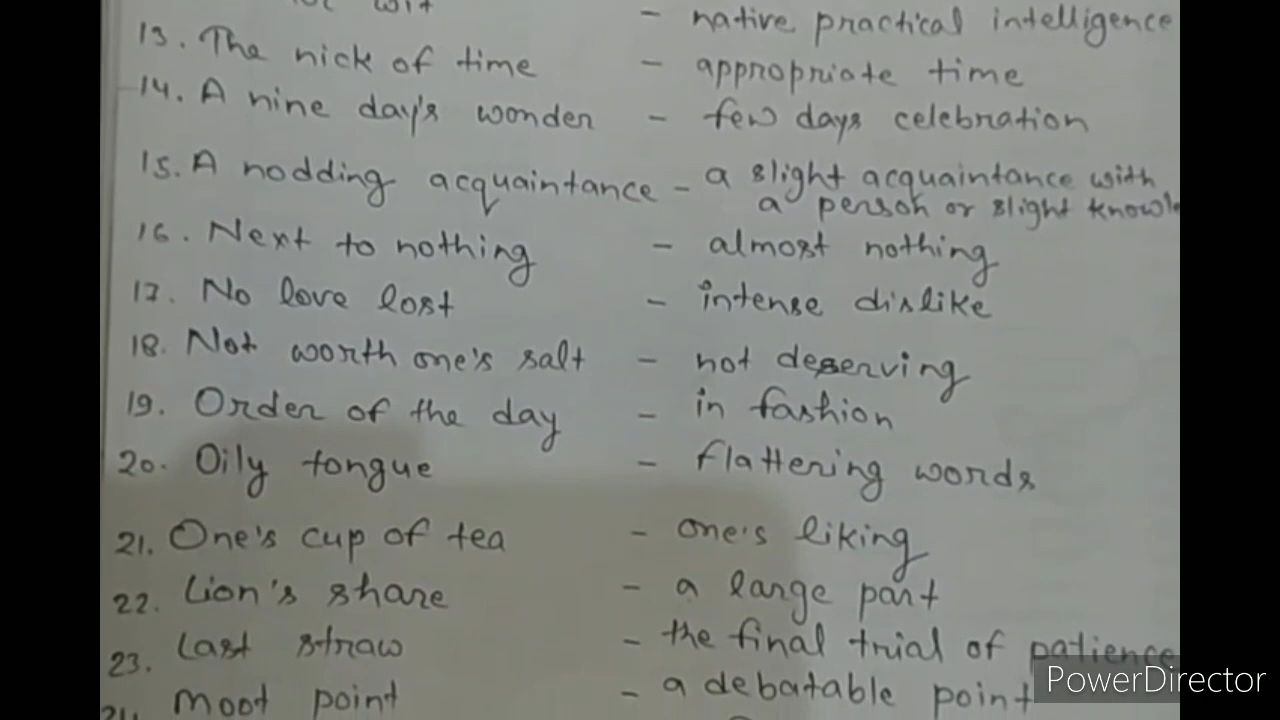 wit - native practical intelligence
13. The nick of time - appropriate time
14. A nine day's wonder - few days celebration
15. A nodding acquaintance - a slight acquaintance with
a person or slight
16. Next to nothing - almost nothing
17. No love lost - intense dislike
18. Not worth one's salt - not deserving
19. Order of the day - in fashion
20. Oily tongue - flattering words
21. One's cup of tea - one's liking
22. Lion's share - a large part
23. Last straw - the final trial of patience
24. Moot point - a debatable point
PowerDirector